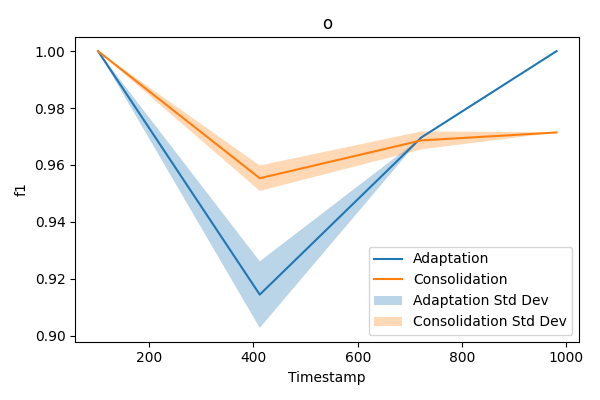 o
1.00
0.98
0.96
0.94
0.92
0.90
f1
200
400
600
800
1000
Timestamp
Adaptation
Consolidation
Adaptation Std Dev
Consolidation Std Dev